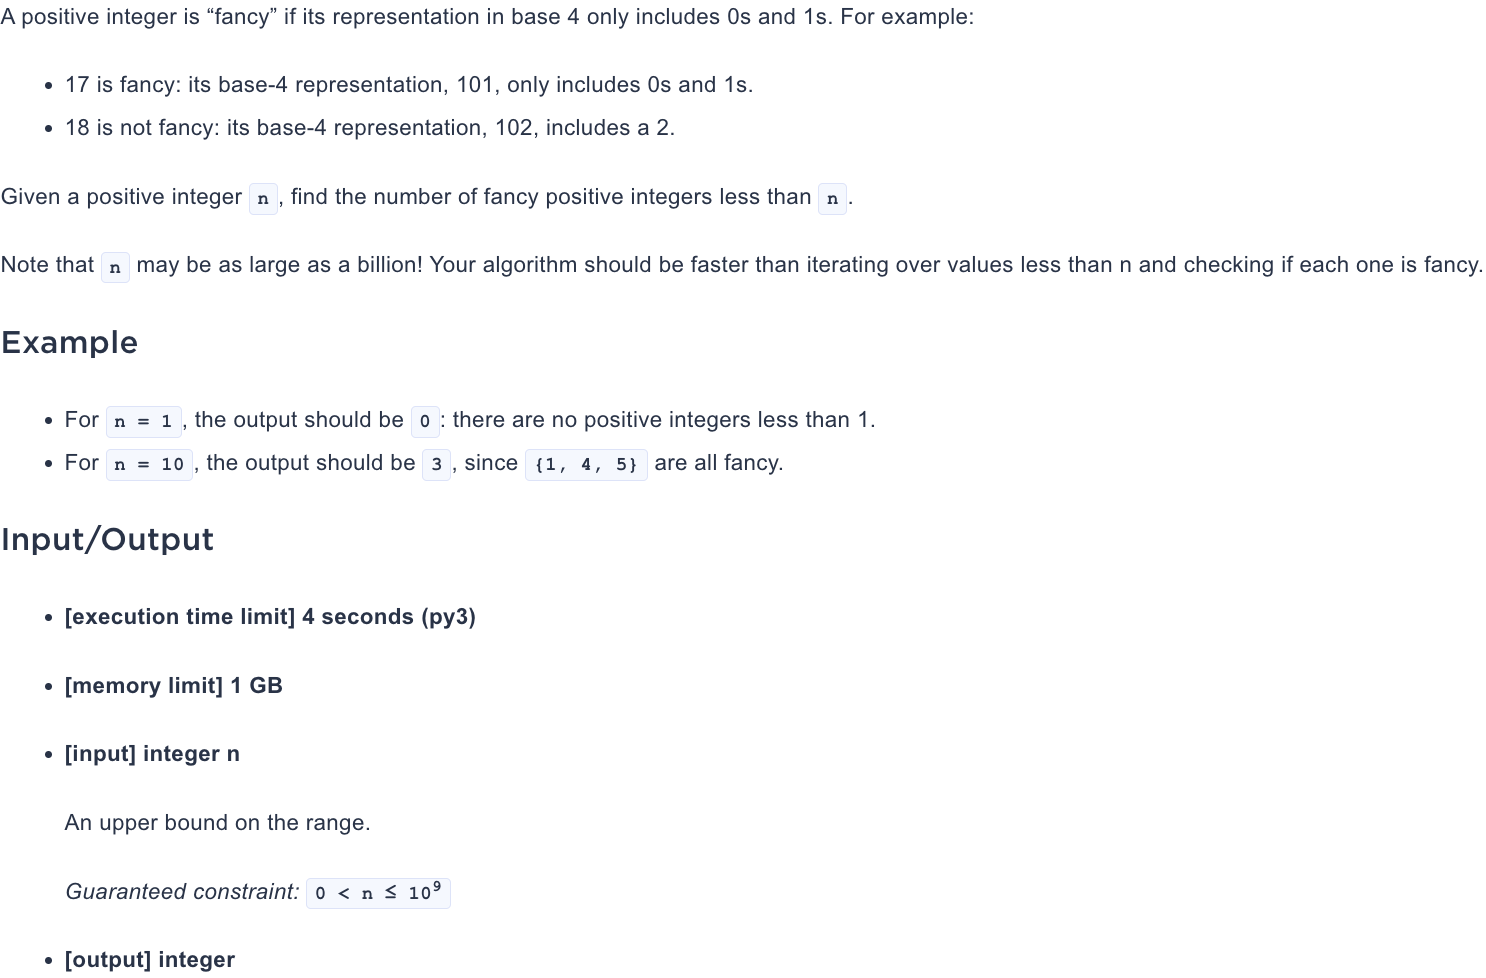 A positive integer is “fancy” if its representation in base 4 only includes 0s and 1s. For example:
• 17 is fancy: its base-4 representation, 101, only includes 0s and 1s.
• 18 is not fancy: its base-4 representation, 102, includes a 2.
Given a positive integer n, find the number of fancy positive integers less than n.
Note that n may be as large as a billion! Your algorithm should be faster than iterating over values less than n and checking if each one is fancy.
Example
• For n = 1, the output should be 0: there are no positive integers less than 1.
• For n = 10, the output should be 3, since {1, 4, 5} are all fancy.
Input/Output
• [execution time limit] 4 seconds (py3)
• [memory limit] 1 GB
• [input] integer n
An upper bound on the range.
Guaranteed constraint: 0 < n ≤ 10⁹
• [output] integer